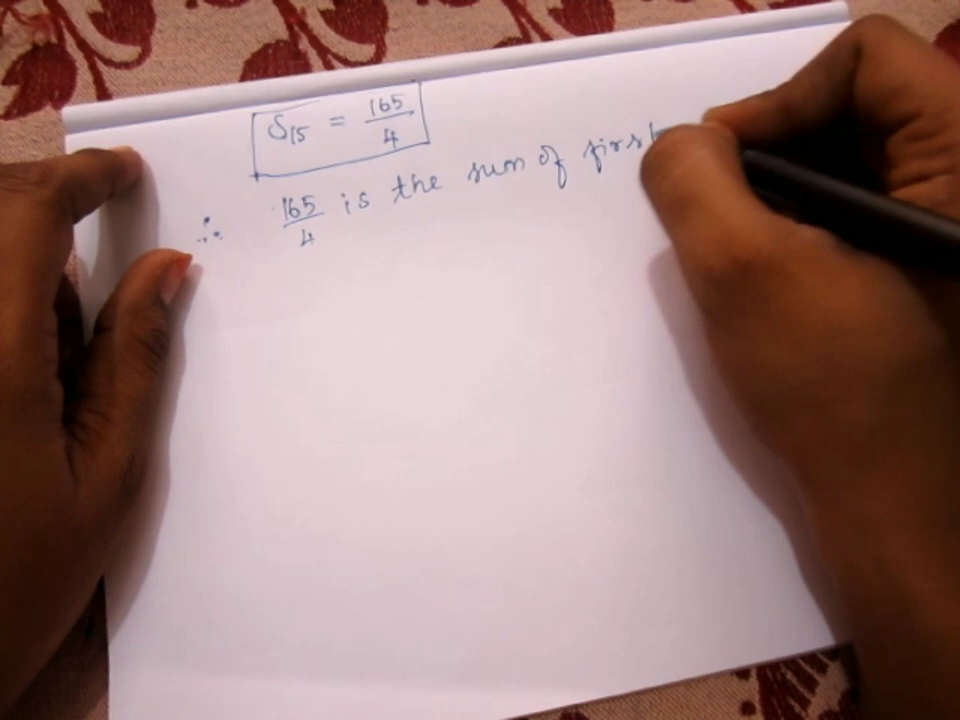 S15 = 165/4
∴ 165/4 is the sum of first